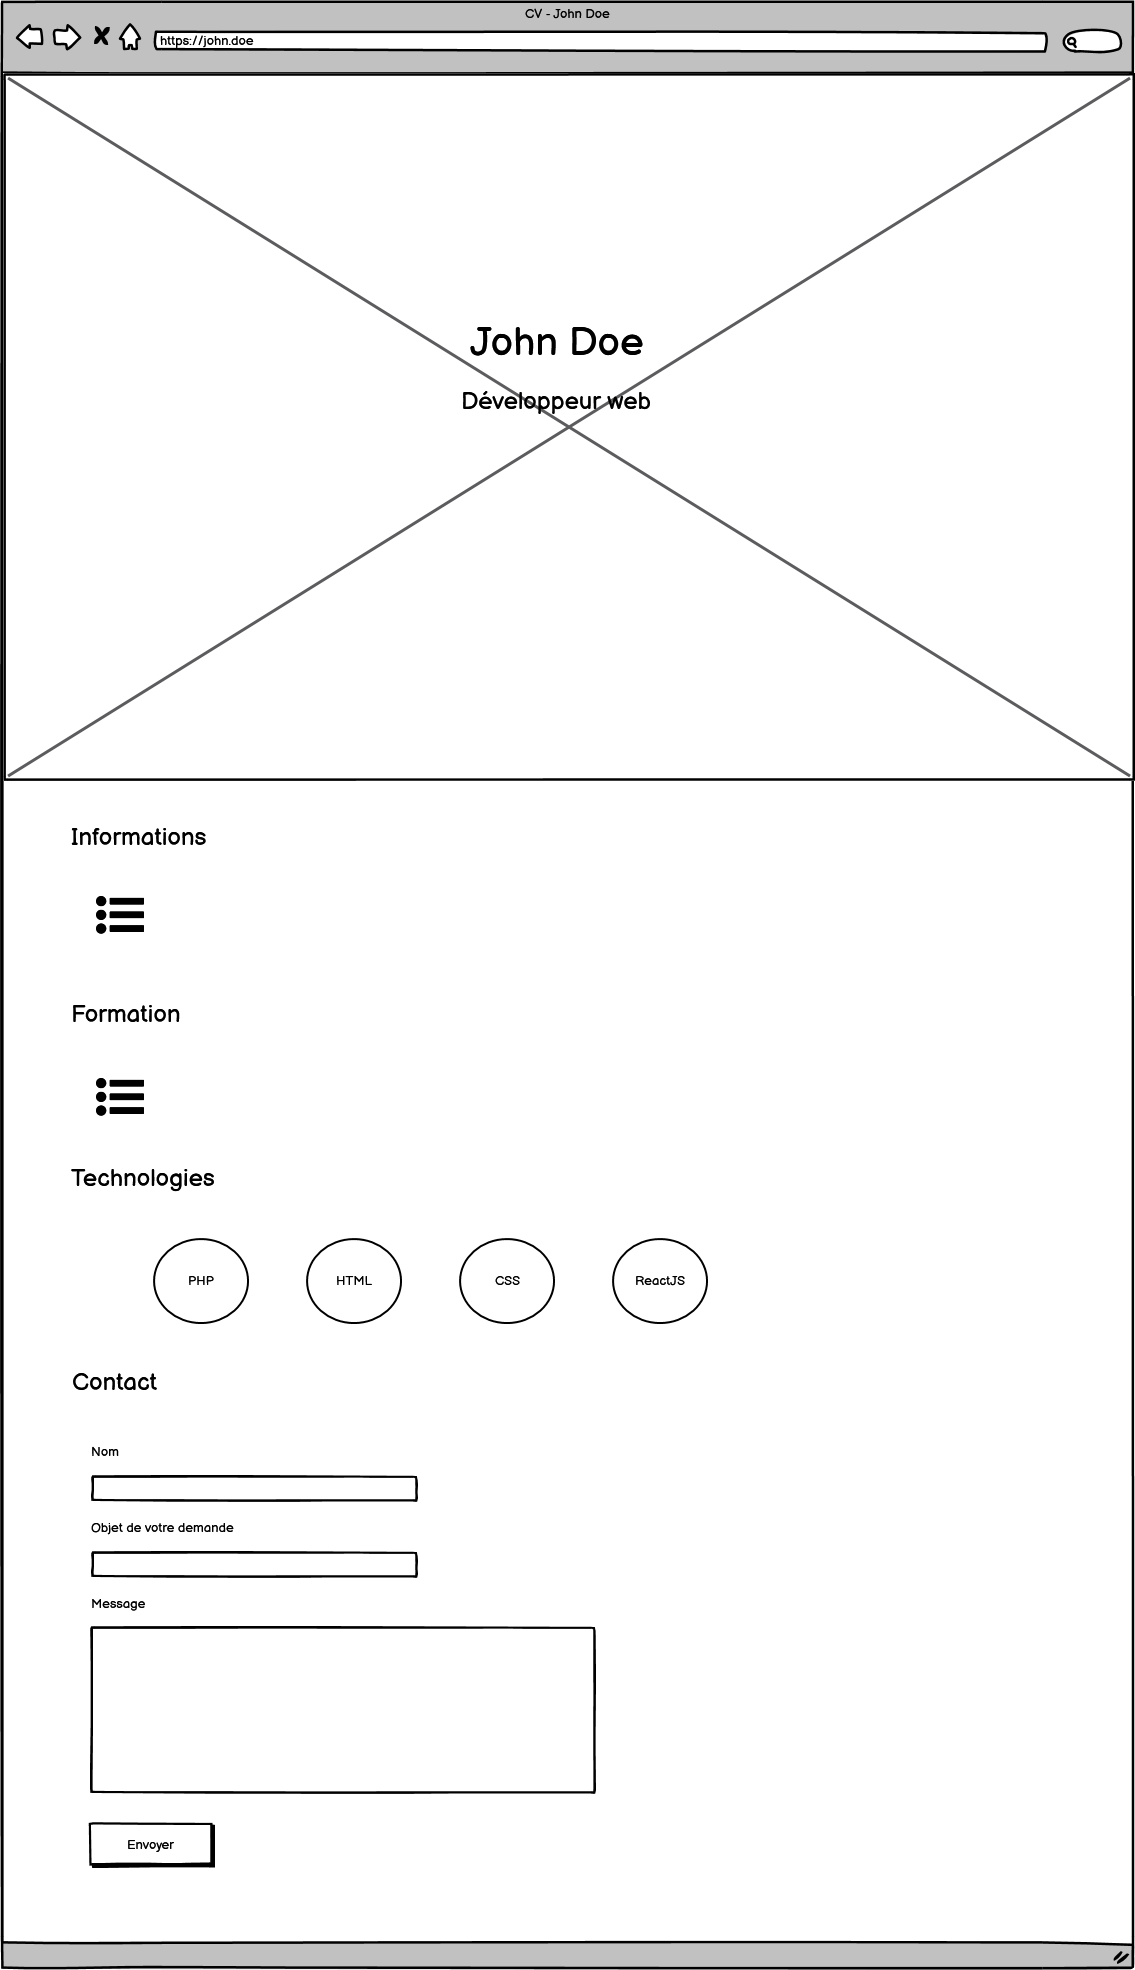 CV - John Doe
https://john.doe
John Doe
Développeur web
Informations
Formation
Technologies
PHP HTML CSS ReactJS
Contact
Nom
Objet de votre demande
Message
Envoyer